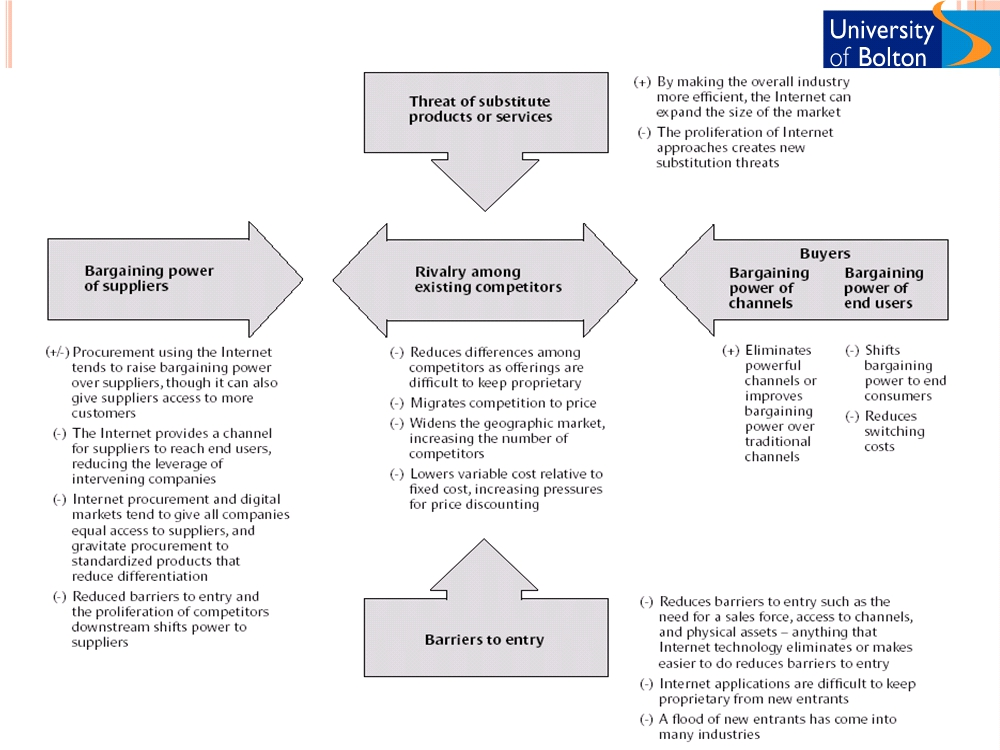 University
of Bolton
Threat of substitute
products or services
(+) By making the overall industry
more efficient, the Internet can
expand the size of the market
(-) The proliferation of Internet
approaches creates new
substitution threats
Bargaining power
of suppliers
Rivalry among
existing competitors
Buyers
Bargaining
power of
channels
Bargaining
power of
end users
(+/-) Procurement using the Internet
tends to raise bargaining power
over suppliers, though it can also
give suppliers access to more
customers
(-) The Internet provides a channel
for suppliers to reach end users,
reducing the leverage of
intervening companies
(-) Internet procurement and digital
markets tend to give all companies
equal access to suppliers, and
gravitate procurement to
standardized products that
reduce differentiation
(-) Reduced barriers to entry and
the proliferation of competitors
downstream shifts power to
suppliers
(-) Reduces differences among
competitors as offerings are
difficult to keep proprietary
(-) Migrates competition to price
(-) Widens the geographic market,
increasing the number of
competitors
(-) Lowers variable cost relative to
fixed cost, increasing pressures
for price discounting
(+) Eliminates
powerful
channels or
improves
bargaining
power over
traditional
channels
(-) Shifts
bargaining
power to end
consumers
(-) Reduces
switching
costs
Barriers to entry
(-) Reduces barriers to entry such as the
need for a sales force, access to channels,
and physical assets – anything that
Internet technology eliminates or makes
easier to do reduces barriers to entry
(-) Internet applications are difficult to keep
proprietary from new entrants
(-) A flood of new entrants has come into
many industries